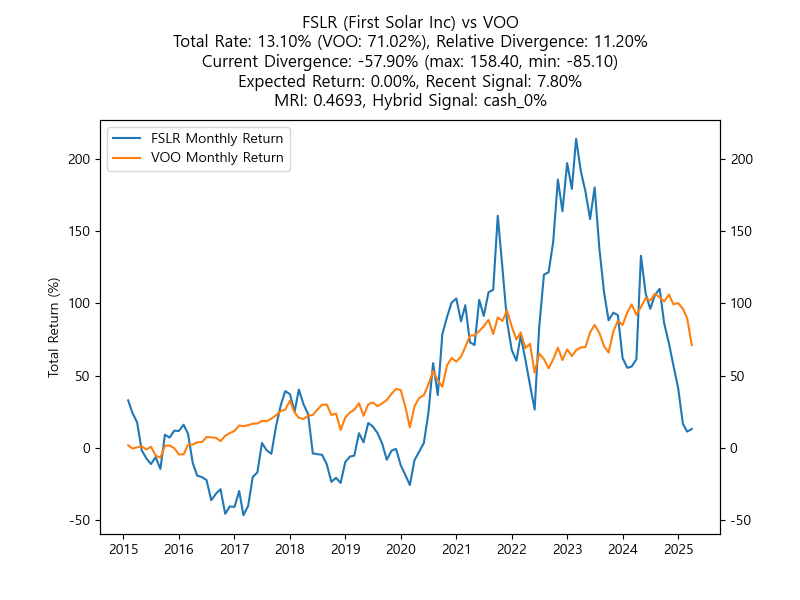 FSLR (First Solar Inc) vs VOO
Total Rate: 13.10% (VOO: 71.02%), Relative Divergence: 11.20%
Current Divergence: -57.90% (max: 158.40, min: -85.10)
Expected Return: 0.00%, Recent Signal: 7.80%
MRI: 0.4693, Hybrid Signal: cash_0%
FSLR Monthly Return
VOO Monthly Return
Total Return (%)
200 200
150 150
100 100
50 50
0 0
-50 -50
2015 2016 2017 2018 2019 2020 2021 2022 2023 2024 2025